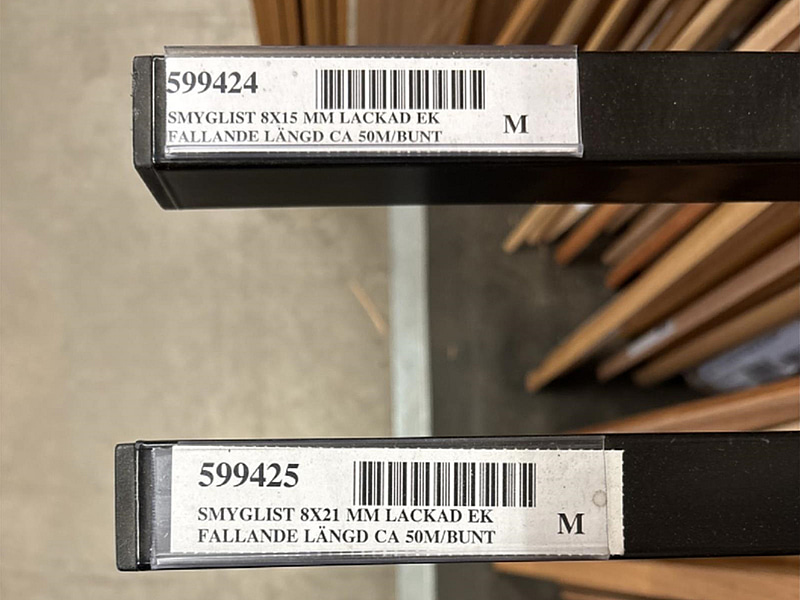 599424
SMYGLIST 8X15 MM LACKAD EK
FALLANDE LÄNGD CA 50M/BUNT
M
599425
SMYGLIST 8X21 MM LACKAD EK
FALLANDE LÄNGD CA 50M/BUNT
M